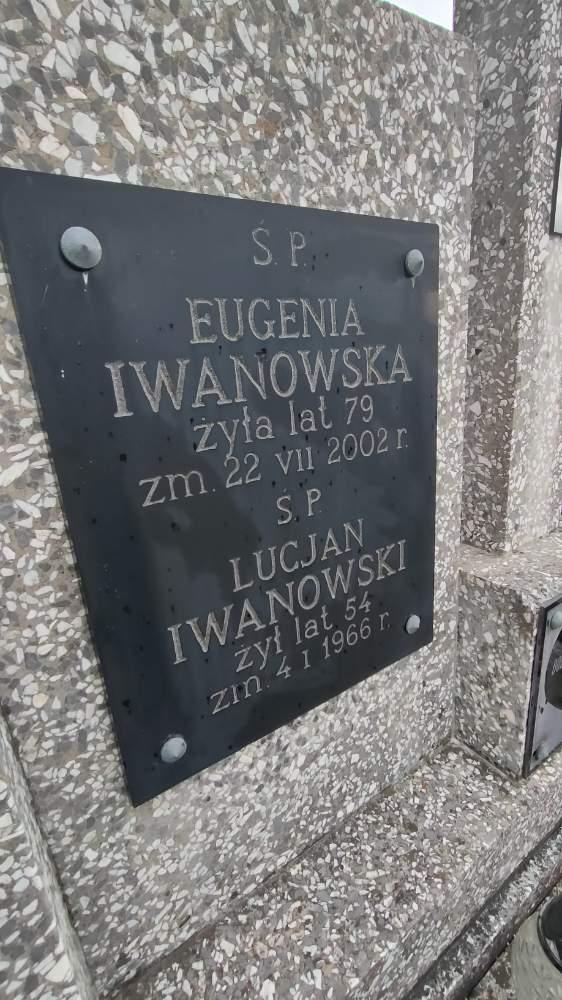 Ś. P.
EUGENIA
IWANOWSKA
żyła lat 79
zm. 22 VII 2002 r.
Ś. P.
LUCJAN
IWANOWSKI
żył lat 54
zm. 4 I 1966 r.